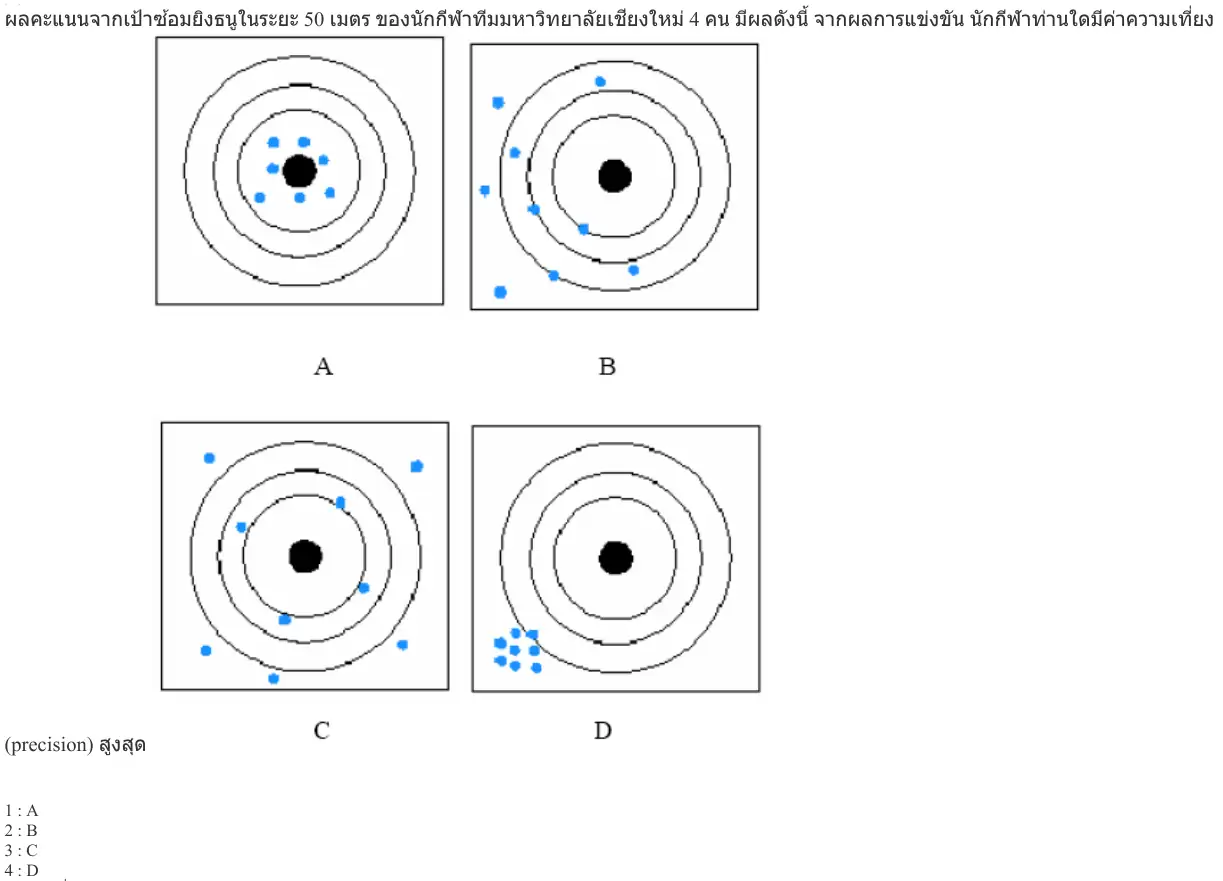 ผลคะแนนจากเป้าซ้อมยิงธนูในระยะ 50 เมตร ของนักกีฬาทีมมหาวิทยาลัยเชียงใหม่ 4 คน มีผลดังนี้ จากผลการแข่งขัน นักกีฬาท่านใดมีค่าความเที่ยง
A B
C D
(precision) สูงสุด
1 : A
2 : B
3 : C
4 : D